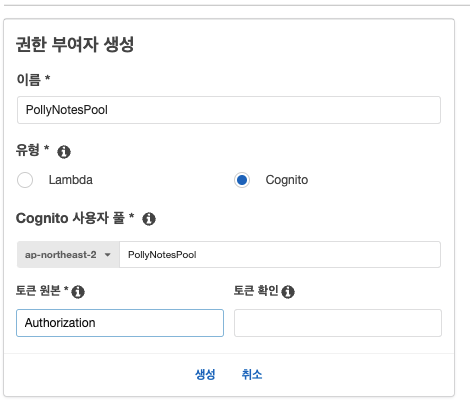 권한 부여자 생성
이름 *
PollyNotesPool
유형 *
Lambda Cognito
Cognito 사용자 풀 *
ap-northeast-2 PollyNotesPool
토큰 원본 * 토큰 확인
Authorization
생성 취소